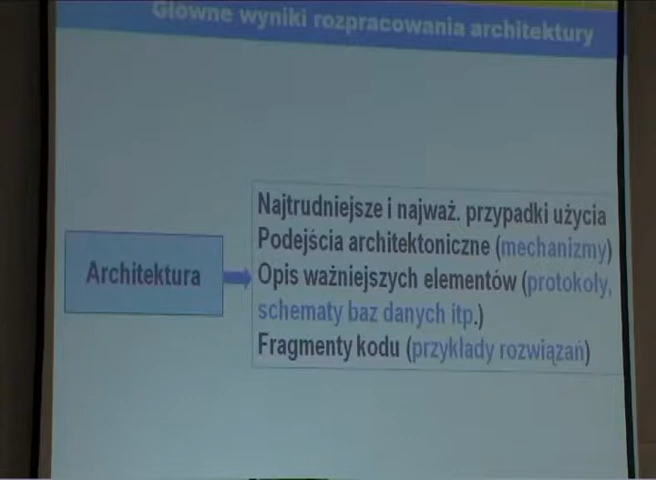 Główne wyniki rozpracowania architektury
Architektura
Najtrudniejsze i najważ. przypadki użycia
Podejścia architektoniczne (mechanizmy)
Opis ważniejszych elementów (protokoły,
schematy baz danych itp.)
Fragmenty kodu (przykłady rozwiązań)